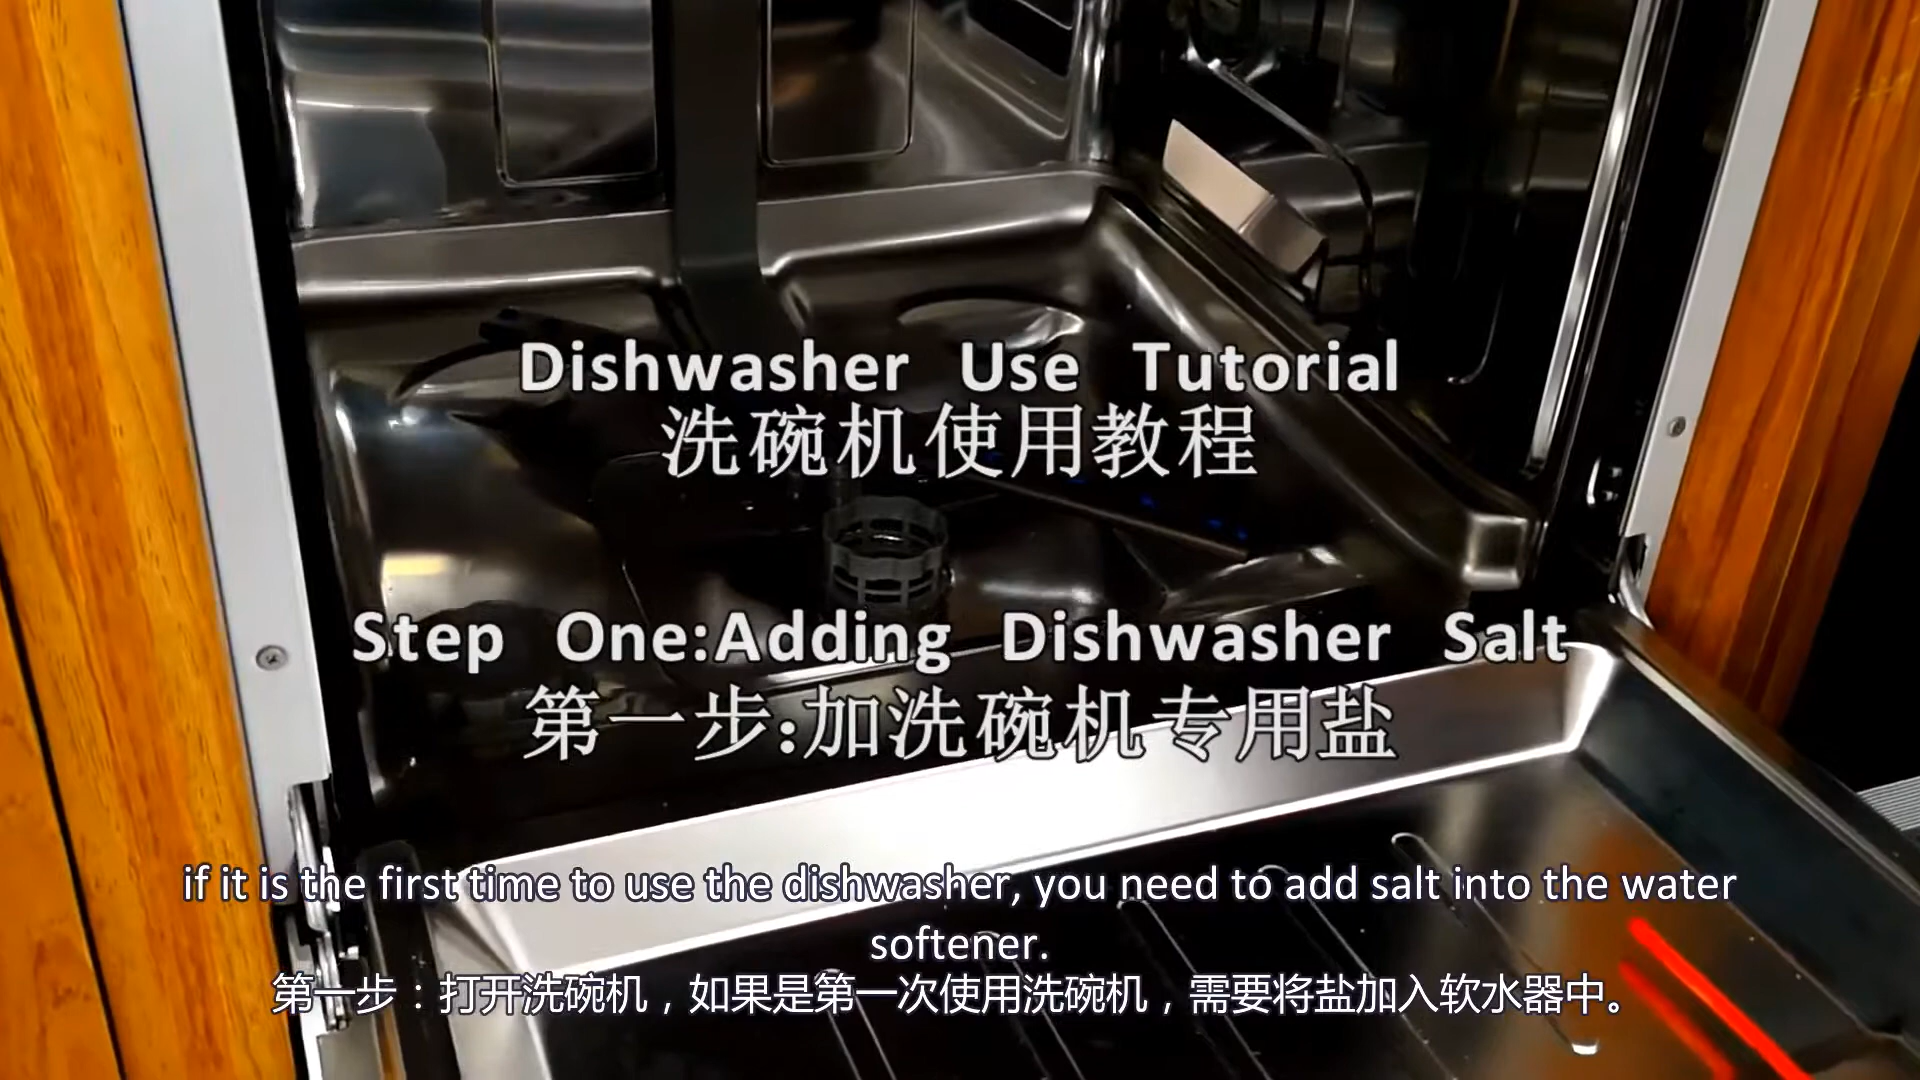 Dishwasher Use Tutorial
洗碗机使用教程
Step One:Adding Dishwasher Salt
第一步:加洗碗机专用盐
if it is the first time to use the dishwasher, you need to add salt into the water
softener.
第一步：打开洗碗机，如果是第一次使用洗碗机，需要将盐加入软水器中。